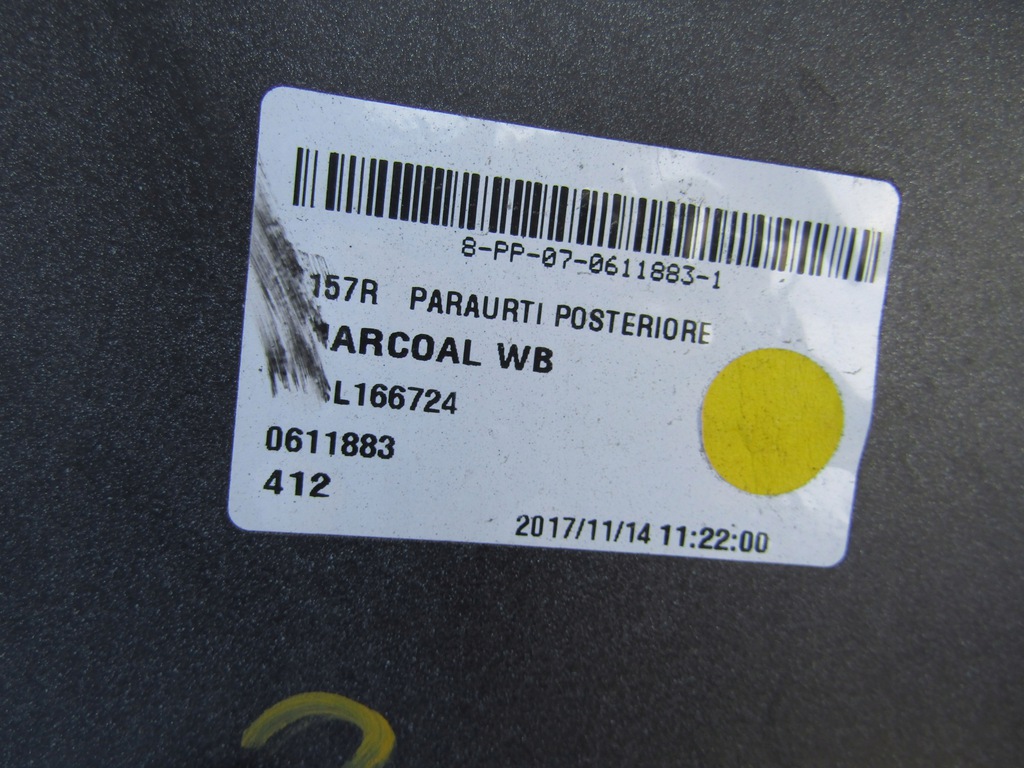 8-PP-07-0611883-1
157R PARAURTI POSTERIORE
ARCOAL WB
L166724
0611883
412
2017/11/14 11:22:00